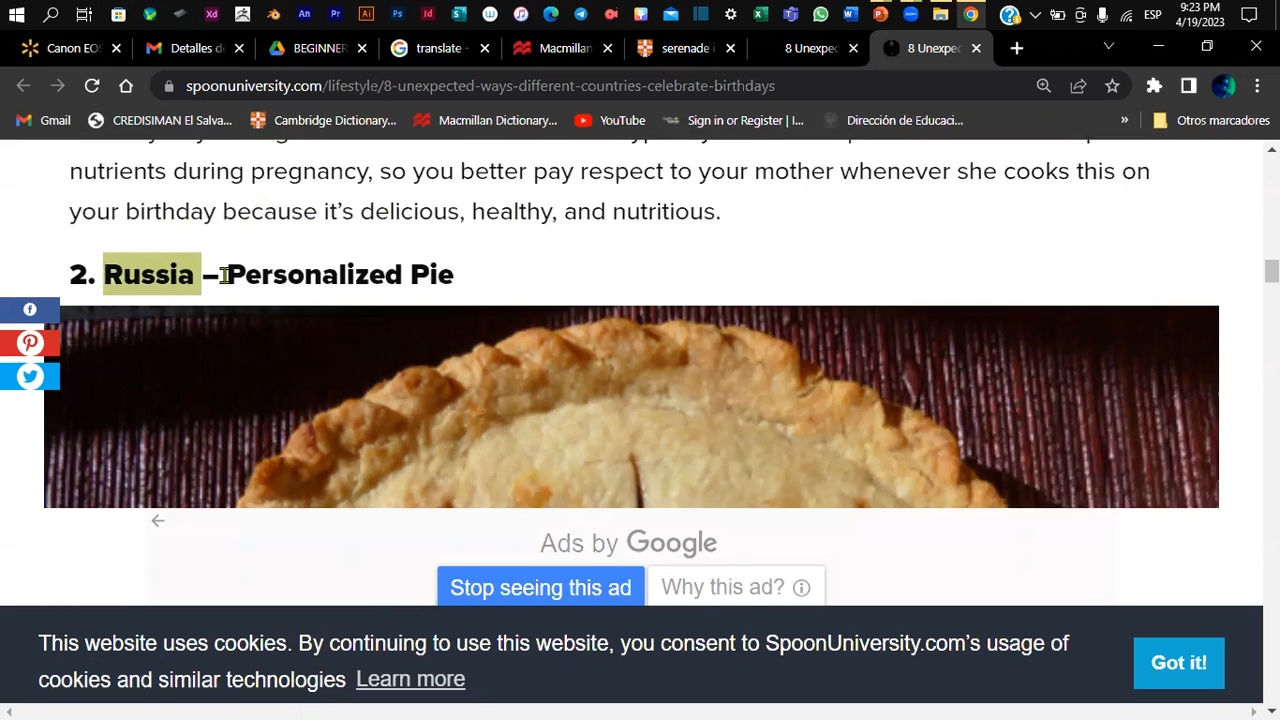 9:23 PM
ESP
4/19/2023
Canon EOS
Detalles de
BEGINNER
translate -
Macmillan
serenade i
8 Unexpec
8 Unexpec
spoonuniversity.com/lifestyle/8-unexpected-ways-different-countries-celebrate-birthdays
Gmail
CREDISIMAN El Salva...
Cambridge Dictionary...
Macmillan Dictionary,...
YouTube
Sign in or Register | I...
Dirección de Educaci...
»
Otros marcadores
nutrients during pregnancy, so you better pay respect to your mother whenever she cooks this on
your birthday because it's delicious, healthy, and nutritious.
2. Russia – Personalized Pie
Ads by Google
Stop seeing this ad
Why this ad?
This website uses cookies. By continuing to use this website, you consent to SpoonUniversity.com's usage of
cookies and similar technologies Learn more
Got it!